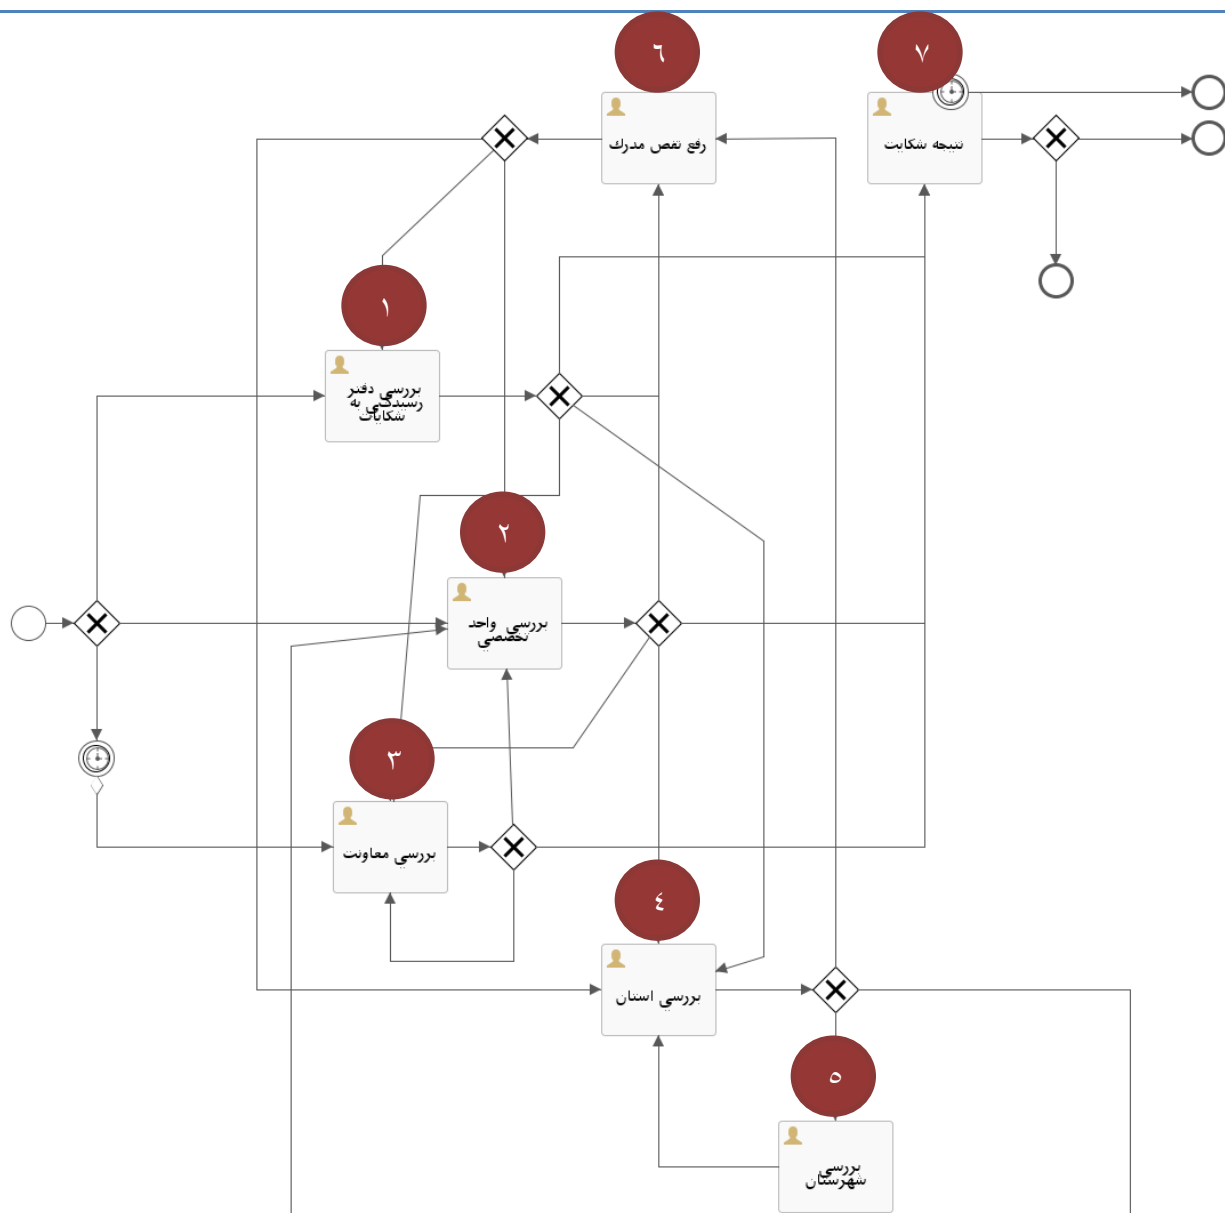 ٦
٧
رفع نقص مدرك
نتيجه شكايت
١
بررسي دفتر
رسيدگي به
شكايات
٢
بررسي واحد
تخصصي
٣
بررسي معاونت
٤
بررسي استان
٥
بررسي
شهرستان